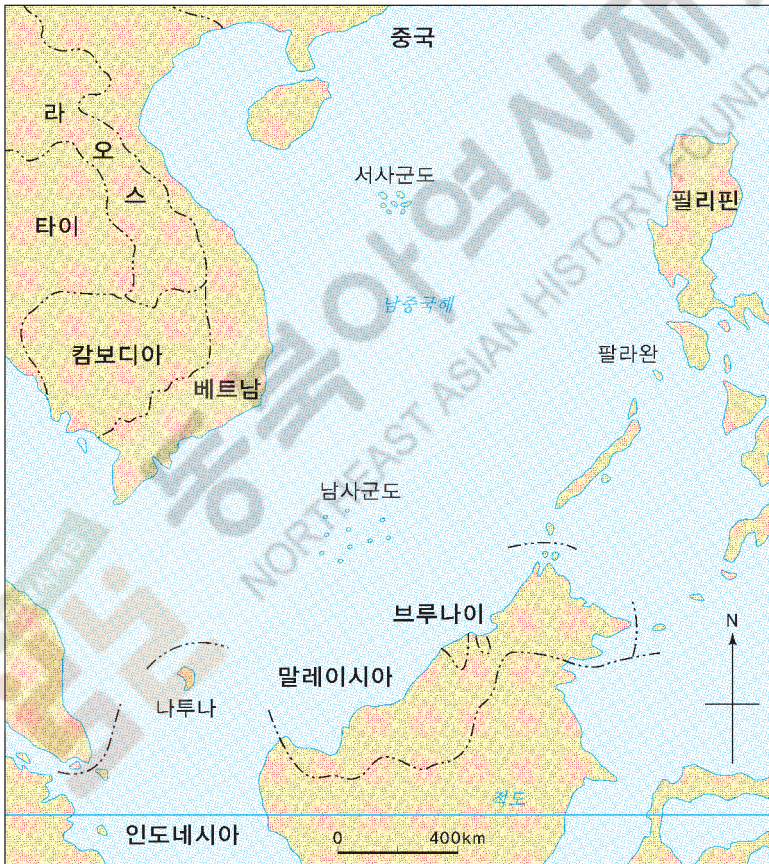 중국
라
오
스
서사군도
타이
필리핀
남중국해
캄보디아
팔라완
베트남
남사군도
브루나이
N
말레이시아
나투나
적도
인도네시아
0 400km
동북아역사재
NORTHEAST ASIAN HISTORY FOUND